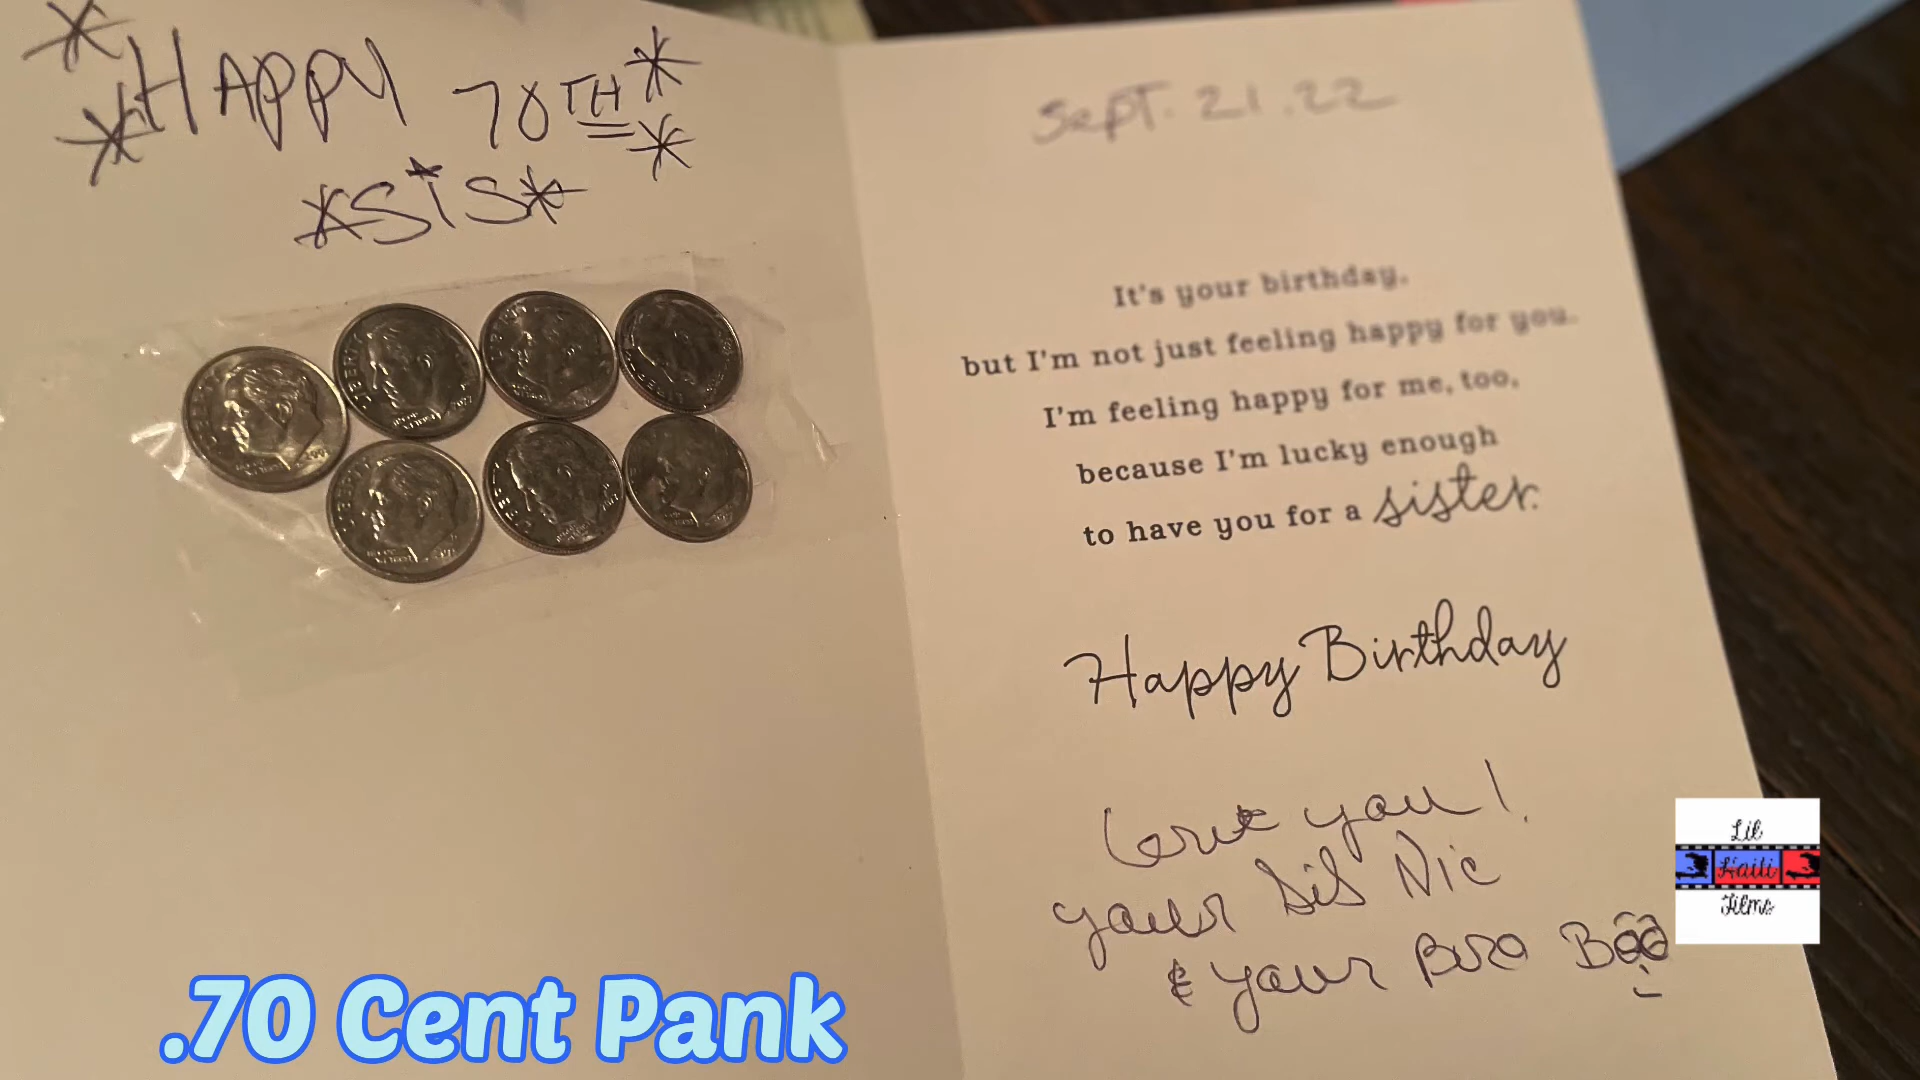 *HAPPY 70TH*
*SIS*
Sept. 21.22
It's your birthday,
but I'm not just feeling happy for you.
I'm feeling happy for me, too,
because I'm lucky enough
to have you for a sister.
Happy Birthday
Love you!
your Sis Nic
& your Bro Boo
.70 Cent Pank
Lil
Haiti
Films